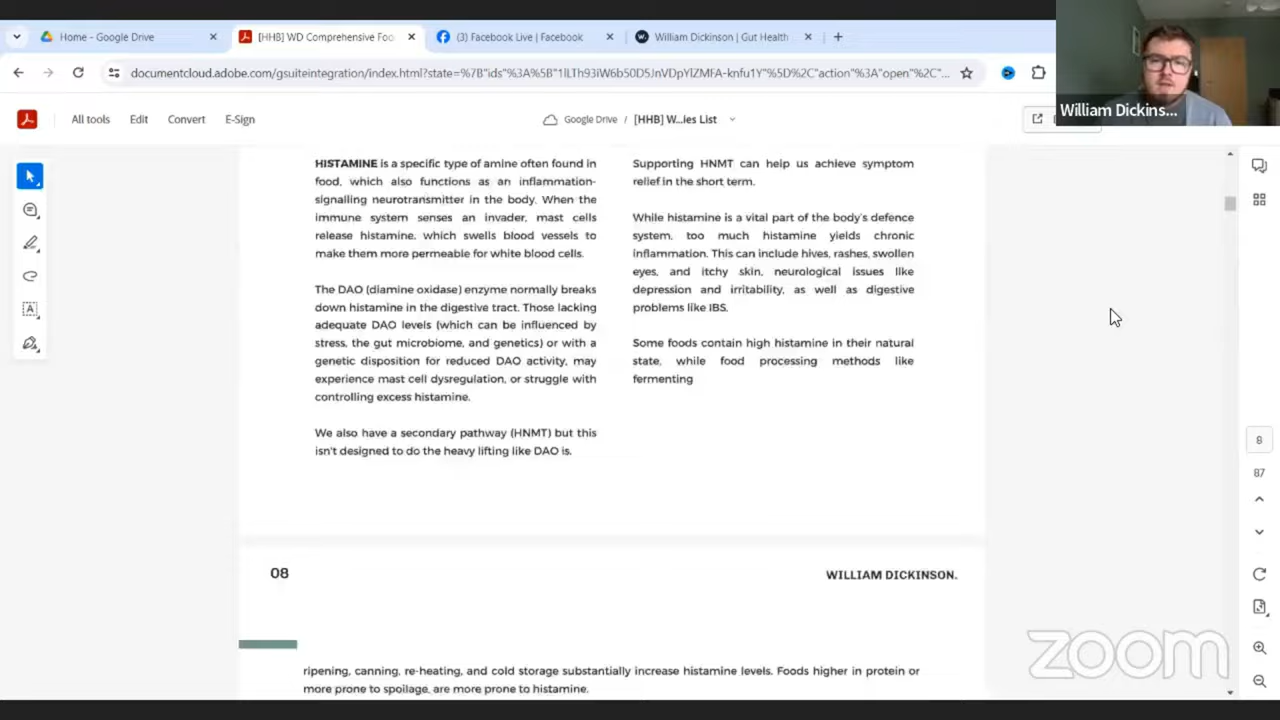 Home - Google Drive
[HHB] WD Comprehensive Foo
(3) Facebook Live | Facebook
William Dickinson | Gut Health
documentcloud.adobe.com/gsuiteintegration/index.html?state=%7B"ids"%3A%5B"1ILTh93iW6b50D5JnVDpYlZMFA-knfu1Y"%5D%2C"action"%3A"open"%2C"...
William Dickins...
All tools
Edit
Convert
E-Sign
Google Drive / [HHB] W...ies List
HISTAMINE is a specific type of amine often found in
food, which also functions as an inflammation-
signalling neurotransmitter in the body. When the
immune system senses an invader, mast cells
release histamine, which swells blood vessels to
make them more permeable for white blood cells.
The DAO (diamine oxidase) enzyme normally breaks
down histamine in the digestive tract. Those lacking
adequate DAO levels (which can be influenced by
stress, the gut microbiome, and genetics) or with a
genetic disposition for reduced DAO activity, may
experience mast cell dysregulation, or struggle with
controlling excess histamine.
We also have a secondary pathway (HNMT) but this
isn't designed to do the heavy lifting like DAO is.
Supporting HNMT can help us achieve symptom
relief in the short term.
While histamine is a vital part of the body's defence
system, too much histamine yields chronic
inflammation. This can include hives, rashes, swollen
eyes, and itchy skin, neurological issues like
depression and irritability, as well as digestive
problems like IBS.
Some foods contain high histamine in their natural
state, while food processing methods like
fermenting
8
87
08
WILLIAM DICKINSON.
ripening, canning, re-heating, and cold storage substantially increase histamine levels. Foods higher in protein or
more prone to spoilage, are more prone to histamine.
zoom